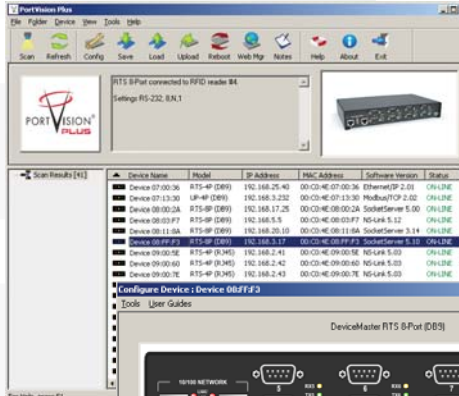 PortVision Plus
File Folder Device View Tools Help
Scan Refresh Config Save Load Upload Reboot Web Mgr Notes Help About Exit
PORTVISION®
PLUS
RTS 8-Port connected to RFID reader #4.
Settings RS-232, 8,N,1
Scan Results [41]
Device Name Model IP Address MAC Address Software Version Status
Device 07:00:36 RTS-4P (DB9) 192.168.25.40 00:C0:4E:07:00:36 Ethernet/IP 2.01 ON-LINE
Device 07:13:30 UP-4P (DB9) 192.168.3.232 00:C0:4E:07:13:30 Modbus/TCP 2.02 ON-LINE
Device 08:00:2A RTS-8P (DB9) 192.168.17.25 00:C0:4E:08:00:2A SocketServer 5.00 ON-LINE
Device 08:03:F7 RTS-8P (DB9) 192.168.5.5 00:C0:4E:08:03:F7 NS-Link 5.12 ON-LINE
Device 08:11:8A RTS-8P (DB9) 192.168.20.10 00:C0:4E:08:11:8A SocketServer 3.14 ON-LINE
Device 08:FF:F3 RTS-8P (DB9) 192.168.3.17 00:C0:4E:08:FF:F3 SocketServer 5.10 ON-LINE
Device 09:00:5E RTS-4P (RJ45) 192.168.2.41 00:C0:4E:09:00:5E NS-Link 5.03 ON-LINE
Device 09:00:60 RTS-4P (RJ45) 192.168.2.42 00:C0:4E:09:00:60 NS-Link 5.03 ON-LINE
Device 09:00:7E RTS-4P (RJ45) 192.168.2.43 00:C0:4E:09:00:7E NS-Link 5.03 ON-LINE
Configure Device : Device 08:FF:F3
Tools User Guides
DeviceMaster RTS 8-Port (DB9)
10/100 NETWORK
5 6 7